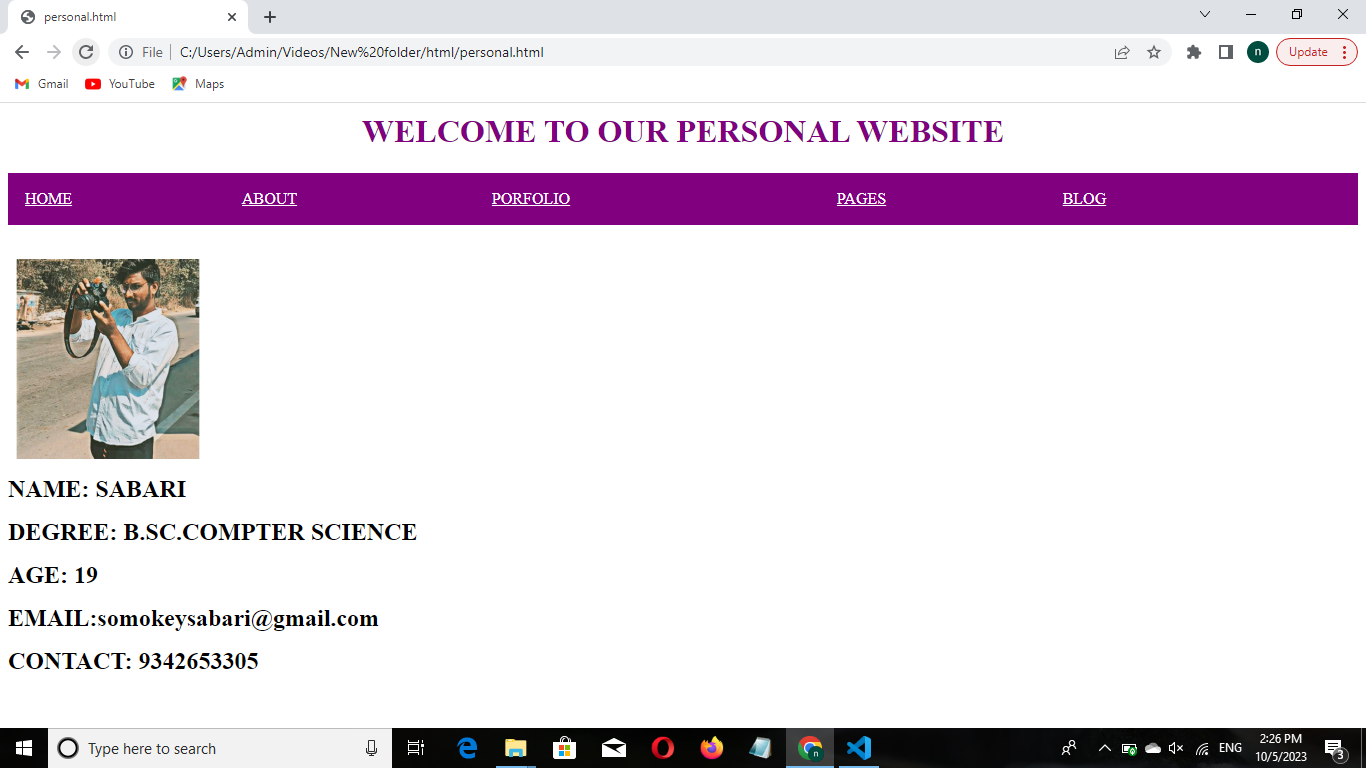 personal.html
File
C:/Users/Admin/Videos/New%20folder/html/personal.html
n
Update
Gmail YouTube Maps
WELCOME TO OUR PERSONAL WEBSITE
HOME ABOUT PORFOLIO PAGES BLOG
NAME: SABARI
DEGREE: B.SC.COMPTER SCIENCE
AGE: 19
EMAIL:somokeysabari@gmail.com
CONTACT: 9342653305
Type here to search
n
ENG
2:26 PM
10/5/2023
3